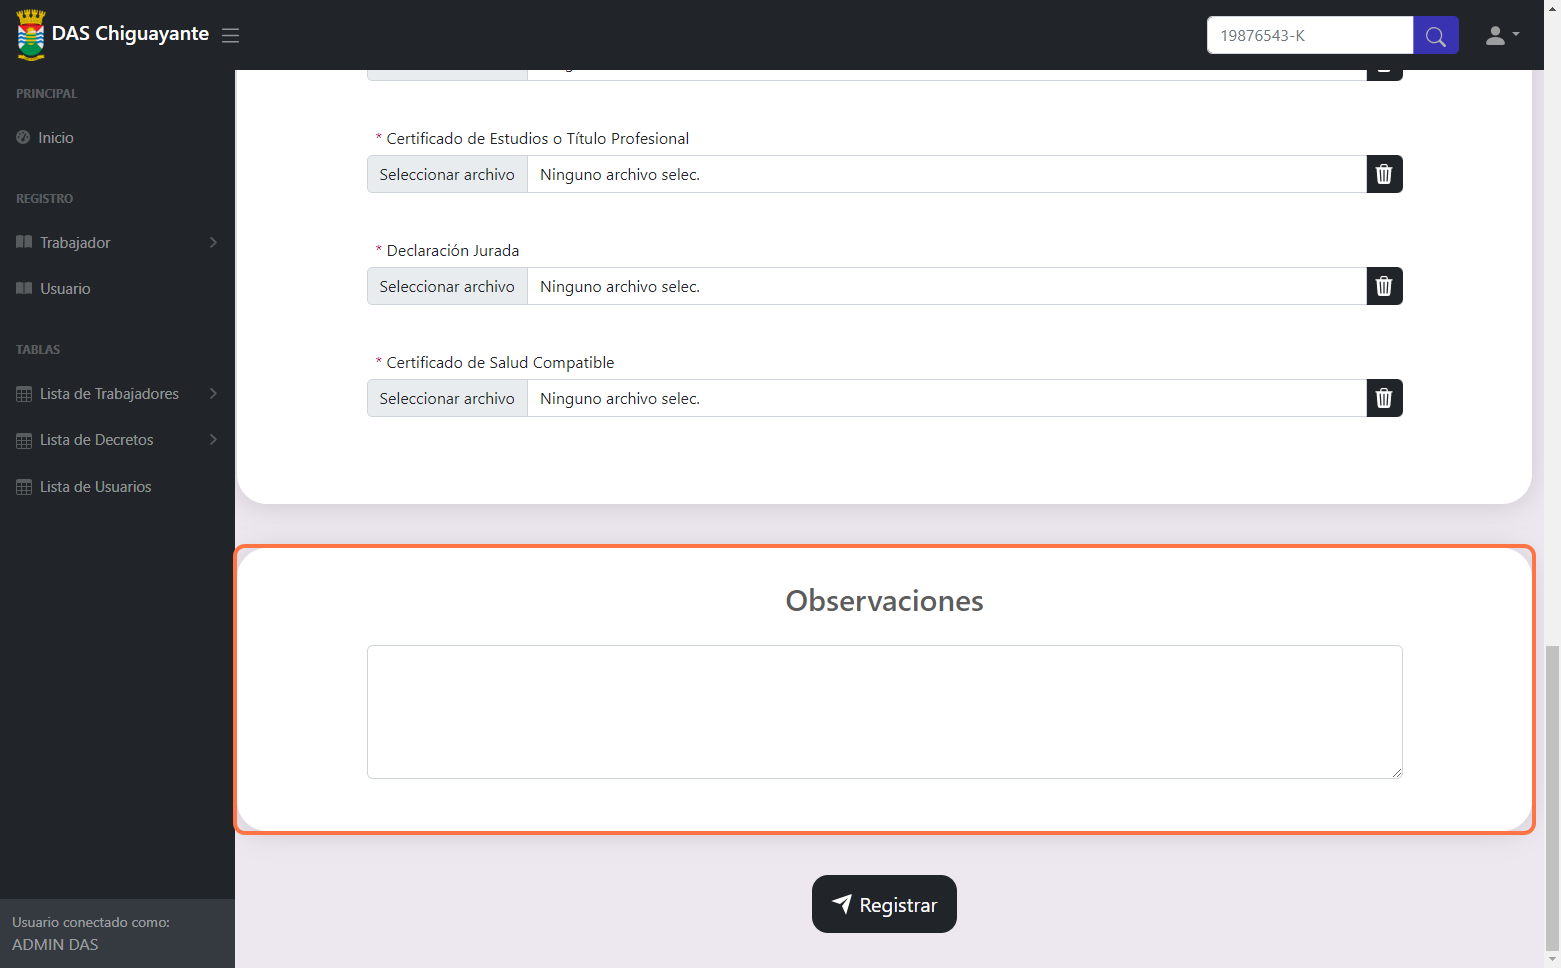 DAS Chiguayante
19876543-K
PRINCIPAL
Inicio
REGISTRO
Trabajador
Usuario
TABLAS
Lista de Trabajadores
Lista de Decretos
Lista de Usuarios
Usuario conectado como:
ADMIN DAS
* Certificado de Estudios o Título Profesional
Seleccionar archivo Ninguno archivo selec.
* Declaración Jurada
Seleccionar archivo Ninguno archivo selec.
* Certificado de Salud Compatible
Seleccionar archivo Ninguno archivo selec.
Observaciones
Registrar